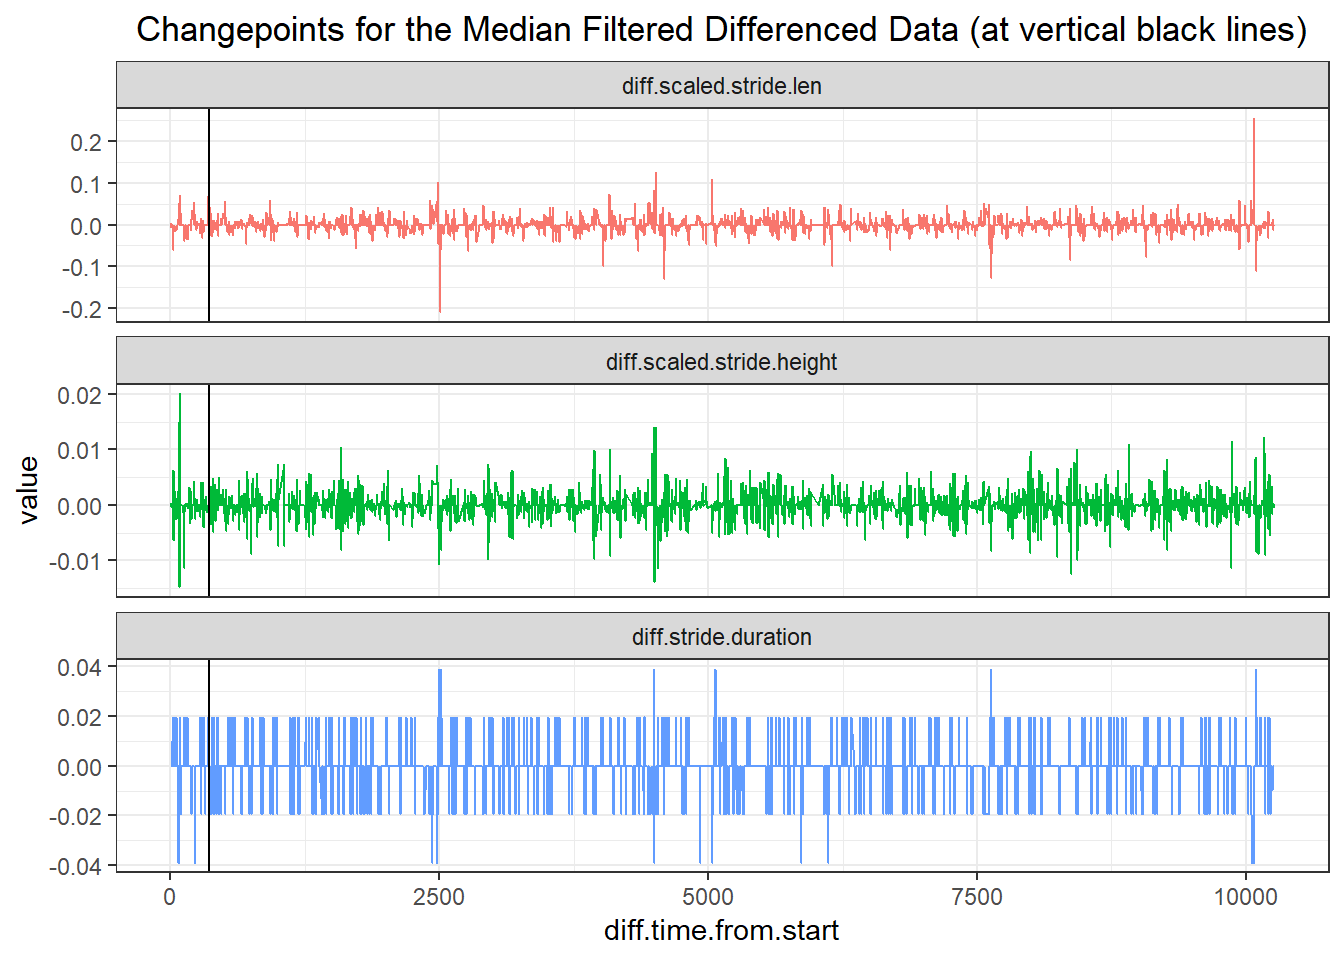 Changepoints for the Median Filtered Differenced Data (at vertical black lines)
diff.scaled.stride.len
0.2
0.1
0.0
-0.1
-0.2
diff.scaled.stride.height
0.02
0.01
0.00
-0.01
value
diff.stride.duration
0.04
0.02
0.00
-0.02
-0.04
0 2500 5000 7500 10000
diff.time.from.start